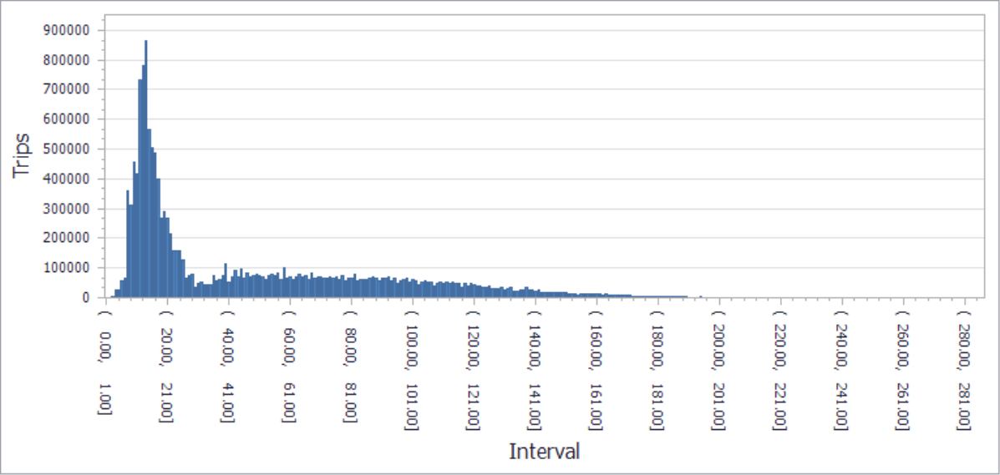 900000
800000
700000
600000
500000
400000
300000
200000
100000
0
Trips
( 0.00, 1.00]
( 20.00, 21.00]
( 40.00, 41.00]
( 60.00, 61.00]
( 80.00, 81.00]
( 100.00, 101.00]
( 120.00, 121.00]
( 140.00, 141.00]
( 160.00, 161.00]
( 180.00, 181.00]
( 200.00, 201.00]
( 220.00, 221.00]
( 240.00, 241.00]
( 260.00, 261.00]
( 280.00, 281.00]
Interval